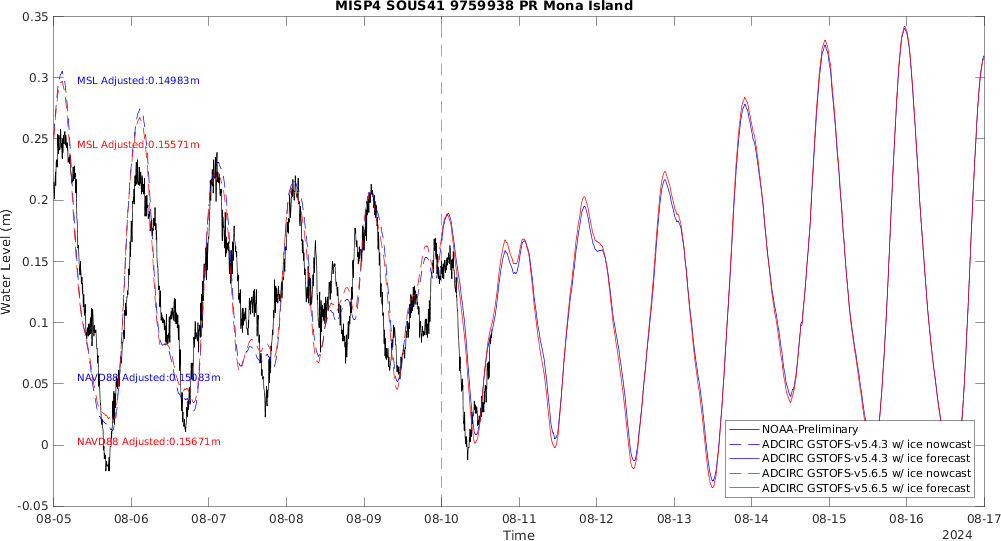 MISP4 SOUS41 9759938 PR Mona Island
0.35
0.3
0.25
0.2
0.15
0.1
0.05
0
-0.05
Water Level (m)
MSL Adjusted:0.14983m
MSL Adjusted:0.15571m
NAVD88 Adjusted:0.15083m
NAVD88 Adjusted:0.15671m
NOAA-Preliminary
ADCIRC GSTOFS-v5.4.3 w/ ice nowcast
ADCIRC GSTOFS-v5.4.3 w/ ice forecast
ADCIRC GSTOFS-v5.6.5 w/ ice nowcast
ADCIRC GSTOFS-v5.6.5 w/ ice forecast
08-05 08-06 08-07 08-08 08-09 08-10 08-11 08-12 08-13 08-14 08-15 08-16 08-17
Time
2024